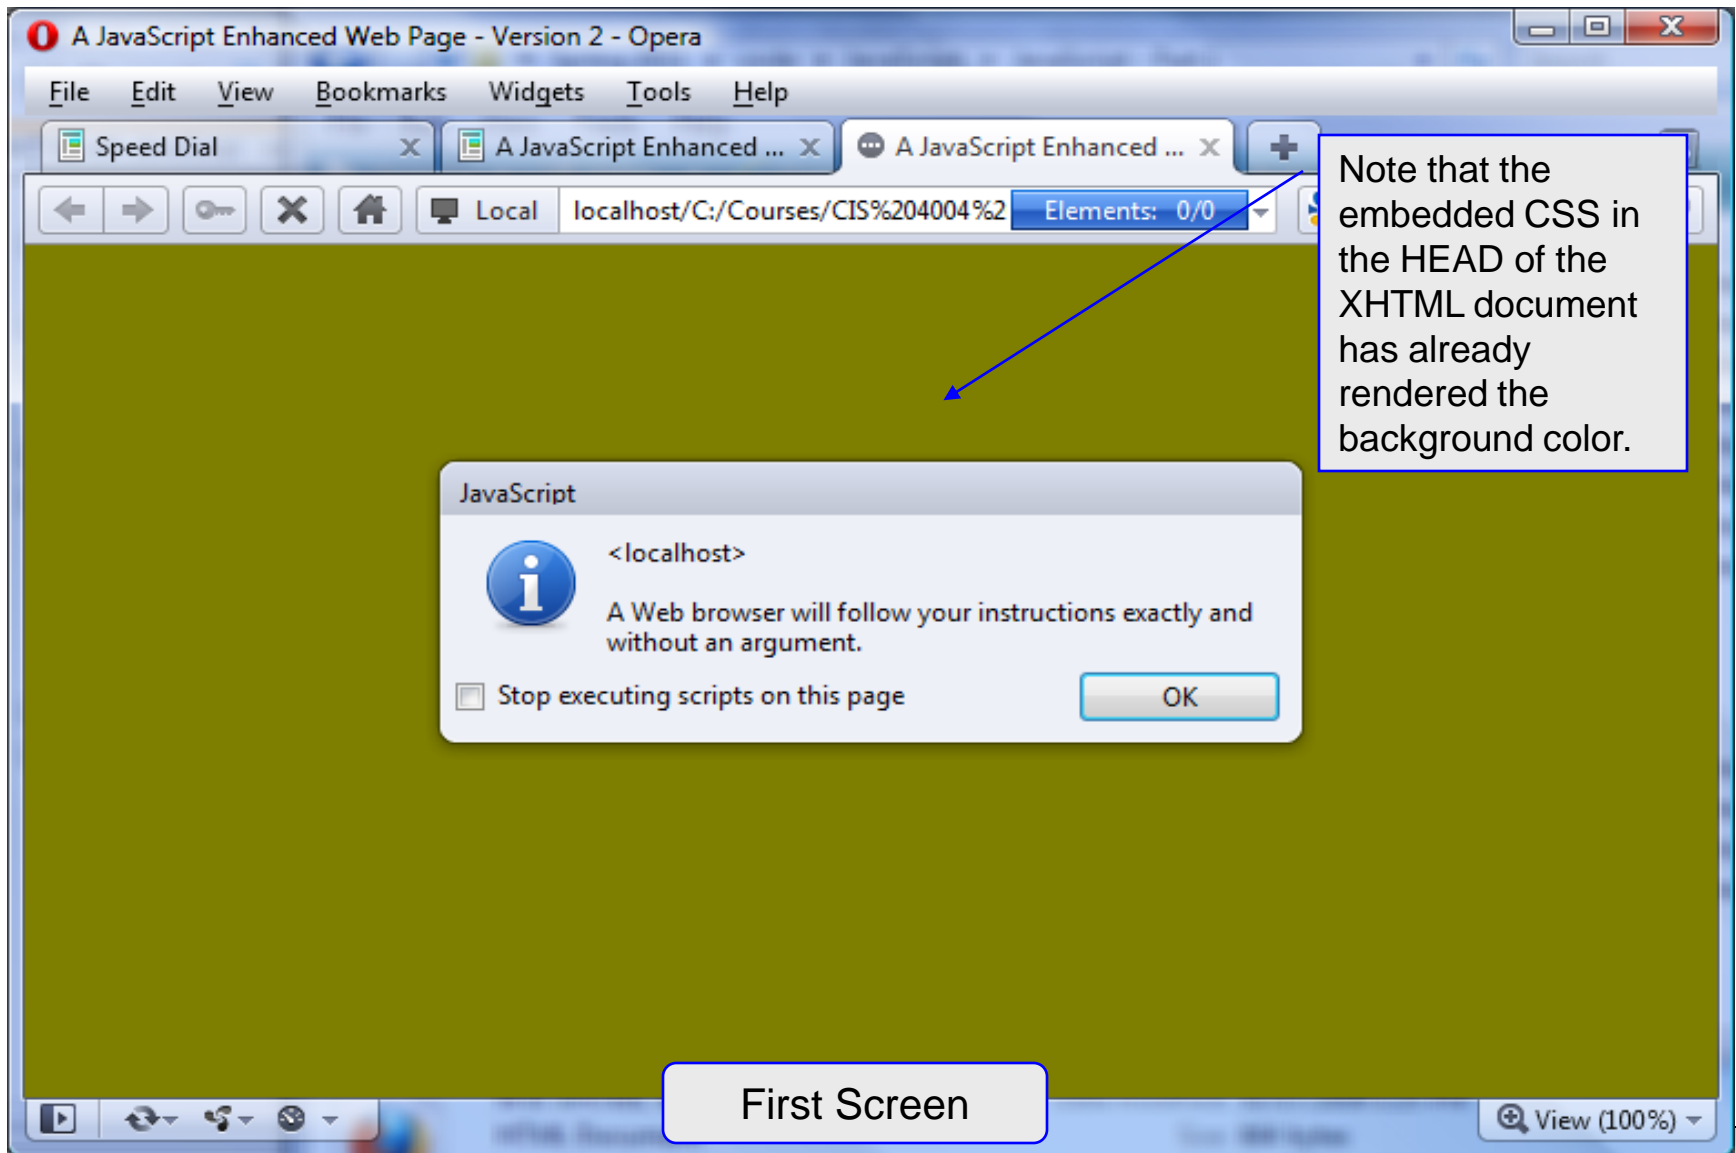 A JavaScript Enhanced Web Page - Version 2 - Opera
File Edit View Bookmarks Widgets Tools Help
Speed Dial
A JavaScript Enhanced ...
A JavaScript Enhanced ...
Local
localhost/C:/Courses/CIS%204004%2
Elements: 0/0
Note that the
embedded CSS in
the HEAD of the
XHTML document
has already
rendered the
background color.
JavaScript
<localhost>
A Web browser will follow your instructions exactly and
without an argument.
Stop executing scripts on this page
OK
First Screen
View (100%)